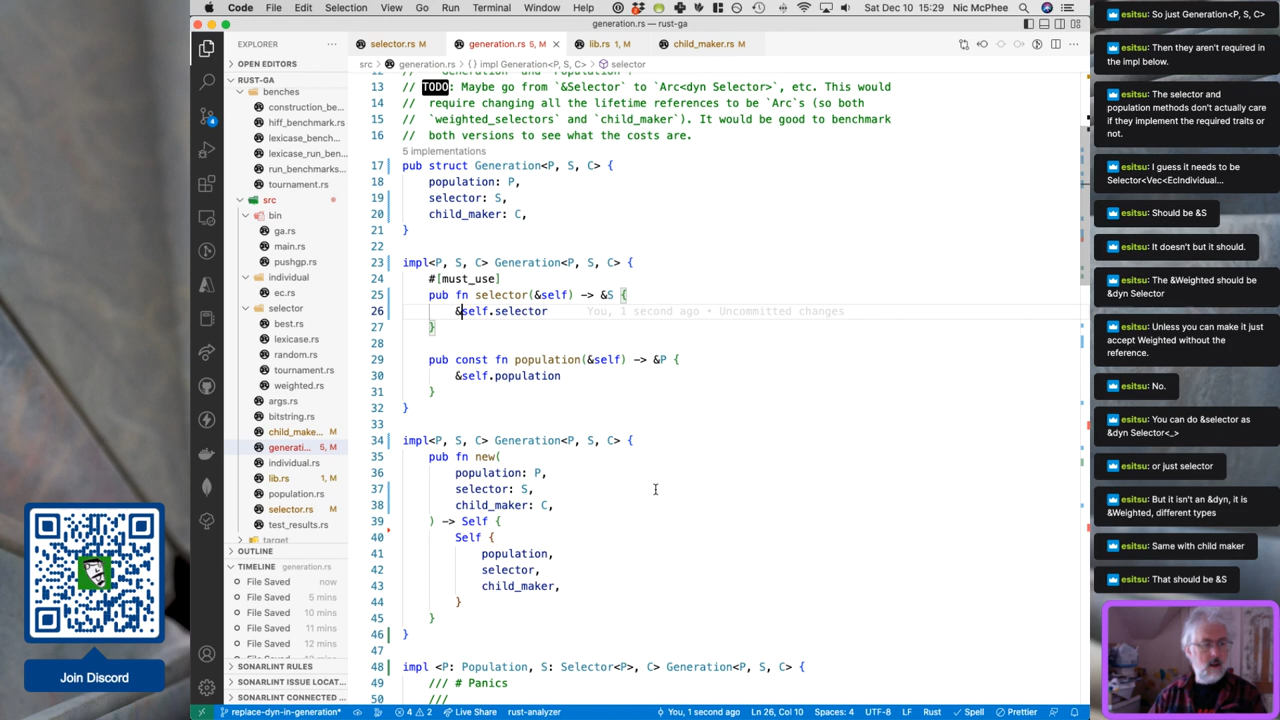 Code File Edit Selection View Go Run Terminal Window Help Sat Dec 10 15:29 Nic McPhee
generation.rs — rust-ga
EXPLORER
OPEN EDITORS
RUST-GA
benches
construction_be...
hiff_benchmark.rs
lexicase_bench...
lexicase_run_ben...
run_benchmarks...
tournament.rs
src
bin
ga.rs
main.rs
pushgp.rs
individual
ec.rs
selector
best.rs
lexicase.rs
random.rs
tournament.rs
weighted.rs
args.rs
bitstring.rs
child_make... M
generati... 5, M
individual.rs
lib.rs 1, M
population.rs
selector.rs M
test_results.rs
target
OUTLINE
TIMELINE generation.rs
File Saved now
File Saved 5 mins
File Saved 10 mins
File Saved 11 mins
File Saved 12 mins
SONARLINT RULES
SONARLINT ISSUE LOCAT...
SONARLINT CONNECTED ...
selector.rs M generation.rs 5, M lib.rs 1, M child_maker.rs M
src > generation.rs > {} impl Generation<P, S, C> > selector
12 // `Generation` and `Population`?
13 // TODO: Maybe go from `&Selector` to `Arc<dyn Selector>`, etc. This would
14 // require changing all the lifetime references to be `Arc`s (so both
15 // `weighted_selectors` and `child_maker`). It would be good to benchmark
16 // both versions to see what the costs are.
5 implementations
17 pub struct Generation<P, S, C> {
18 population: P,
19 selector: S,
20 child_maker: C,
21 }
22
23 impl<P, S, C> Generation<P, S, C> {
24 #[must_use]
25 pub fn selector(&self) -> &S {
26 &self.selector You, 1 second ago • Uncommitted changes
27 }
28
29 pub const fn population(&self) -> &P {
30 &self.population
31 }
32 }
33
34 impl<P, S, C> Generation<P, S, C> {
35 pub fn new(
36 population: P,
37 selector: S,
38 child_maker: C,
39 ) -> Self {
40 Self {
41 population,
42 selector,
43 child_maker,
44 }
45 }
46 }
47
48 impl <P: Population, S: Selector<P>, C> Generation<P, S, C> {
49 /// # Panics
50 ///
replace-dyn-in-generation* 4 2 Live Share rust-analyzer You, 1 second ago Ln 26, Col 10 Spaces: 4 UTF-8 LF Rust Spell Prettier
Join Discord
esitsu: So just Generation<P, S, C>
esitsu: Then they aren't required in
the impl below.
esitsu: The selector and
population methods don't actually care
if they implement the required traits or
not.
esitsu: I guess it needs to be
Selector<Vec<EcIndividual...
esitsu: Should be &S
esitsu: It doesn't but it should.
esitsu: The &Weighted should be
&dyn Selector
esitsu: Unless you can make it just
accept Weighted without the
reference.
esitsu: No.
esitsu: You can do &selector as
&dyn Selector<_>
esitsu: or just selector
esitsu: But it isn't an &dyn, it is
&Weighted, different types
esitsu: Same with child maker
esitsu: That should be &S